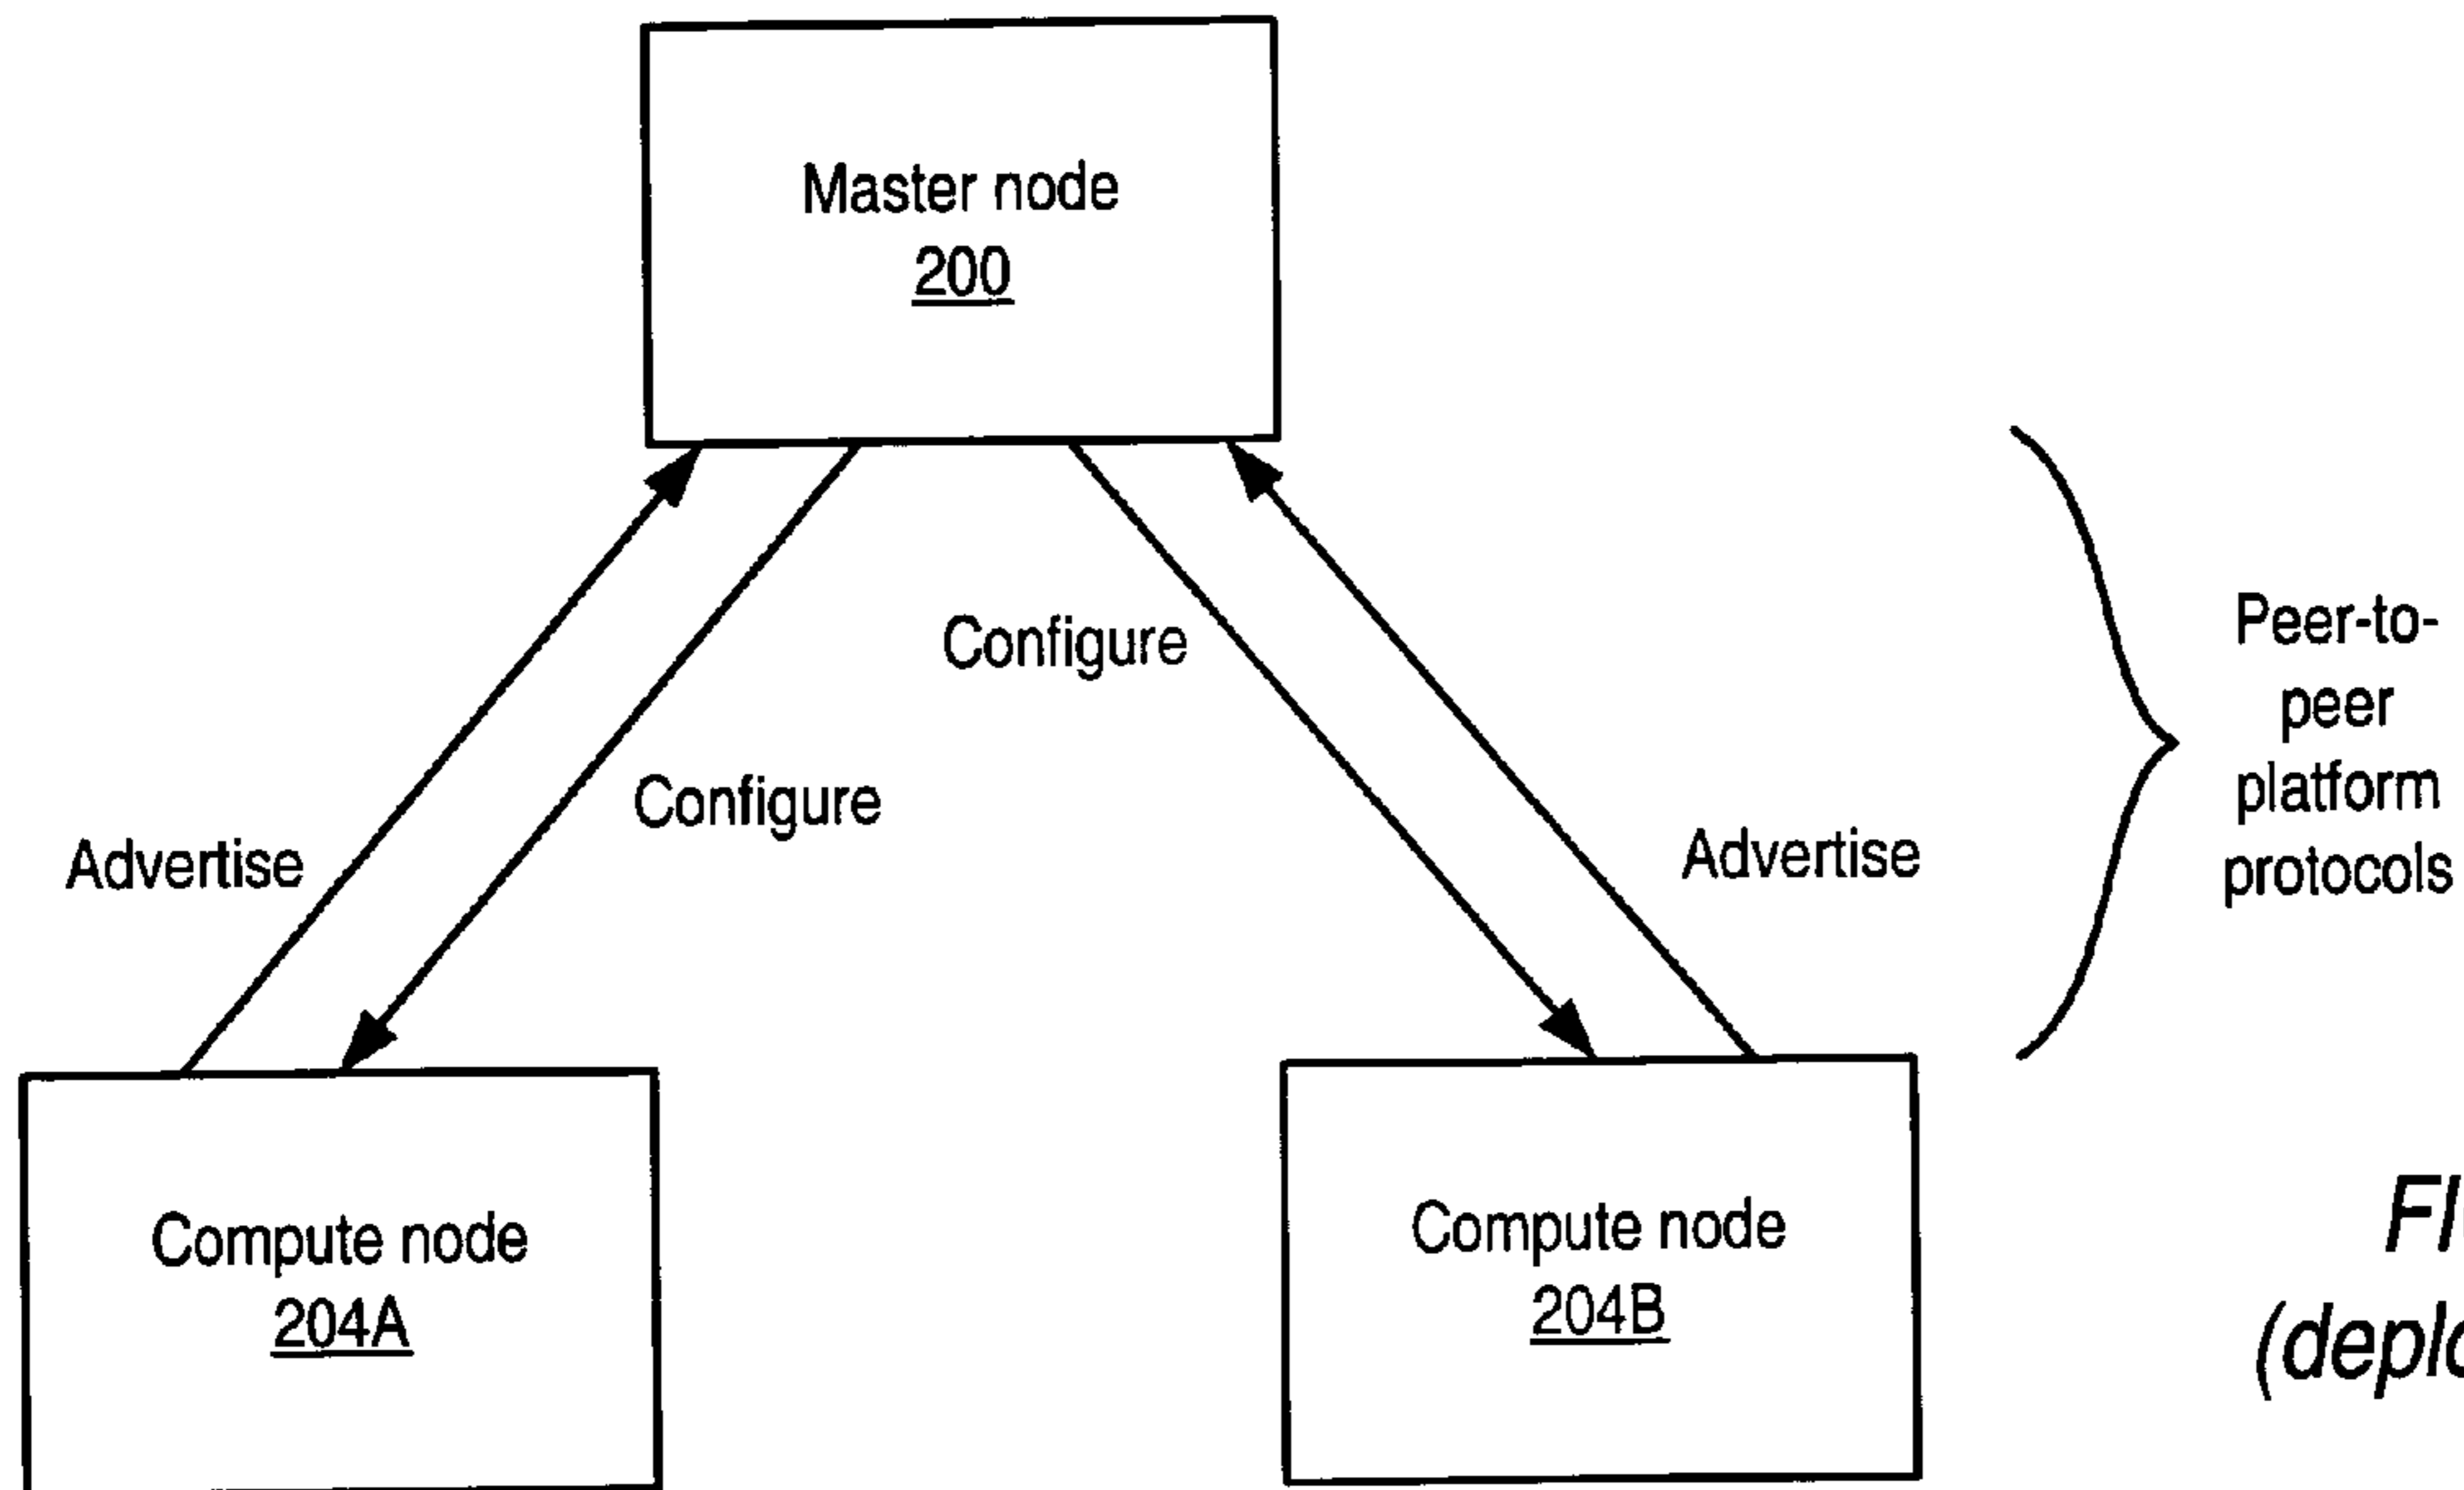 Master node
200
Configure
Configure
Advertise
Advertise
Peer-to-
peer
platform
protocols
Compute node
204A
Compute node
204B